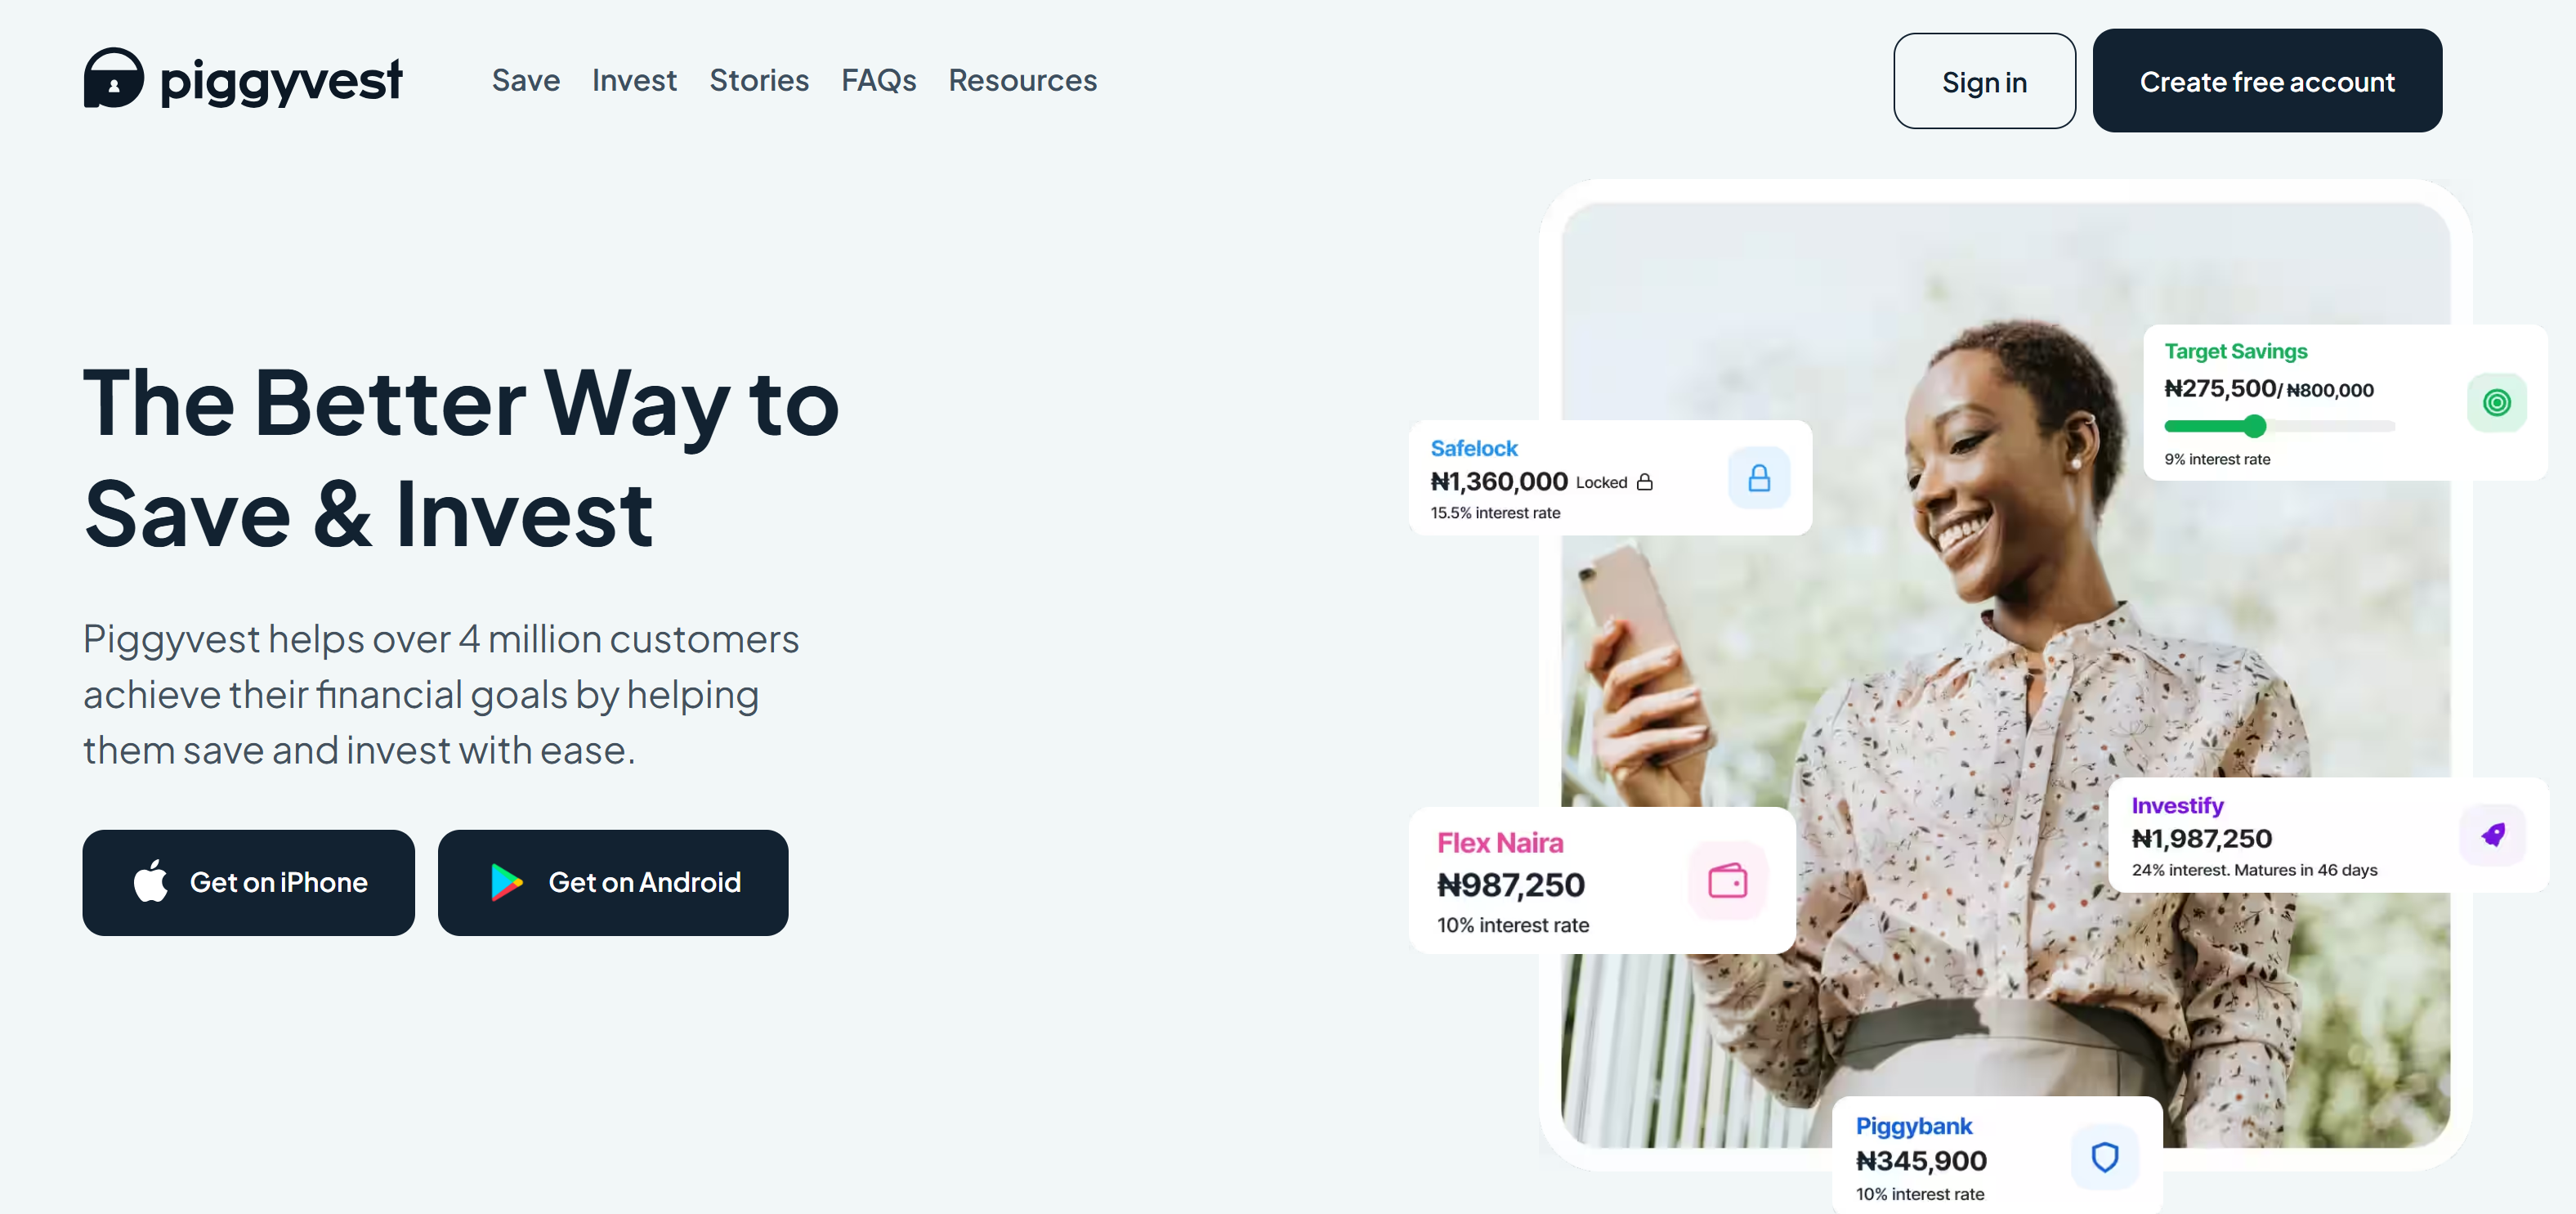 piggyvest
Save Invest Stories FAQs Resources
Sign in
Create free account
The Better Way to
Save & Invest
Piggyvest helps over 4 million customers
achieve their financial goals by helping
them save and invest with ease.
Get on iPhone
Get on Android
Safelock
₦1,360,000 Locked
15.5% interest rate
Target Savings
₦275,500/ ₦800,000
9% interest rate
Flex Naira
₦987,250
10% interest rate
Investify
₦1,987,250
24% interest. Matures in 46 days
Piggybank
₦345,900
10% interest rate